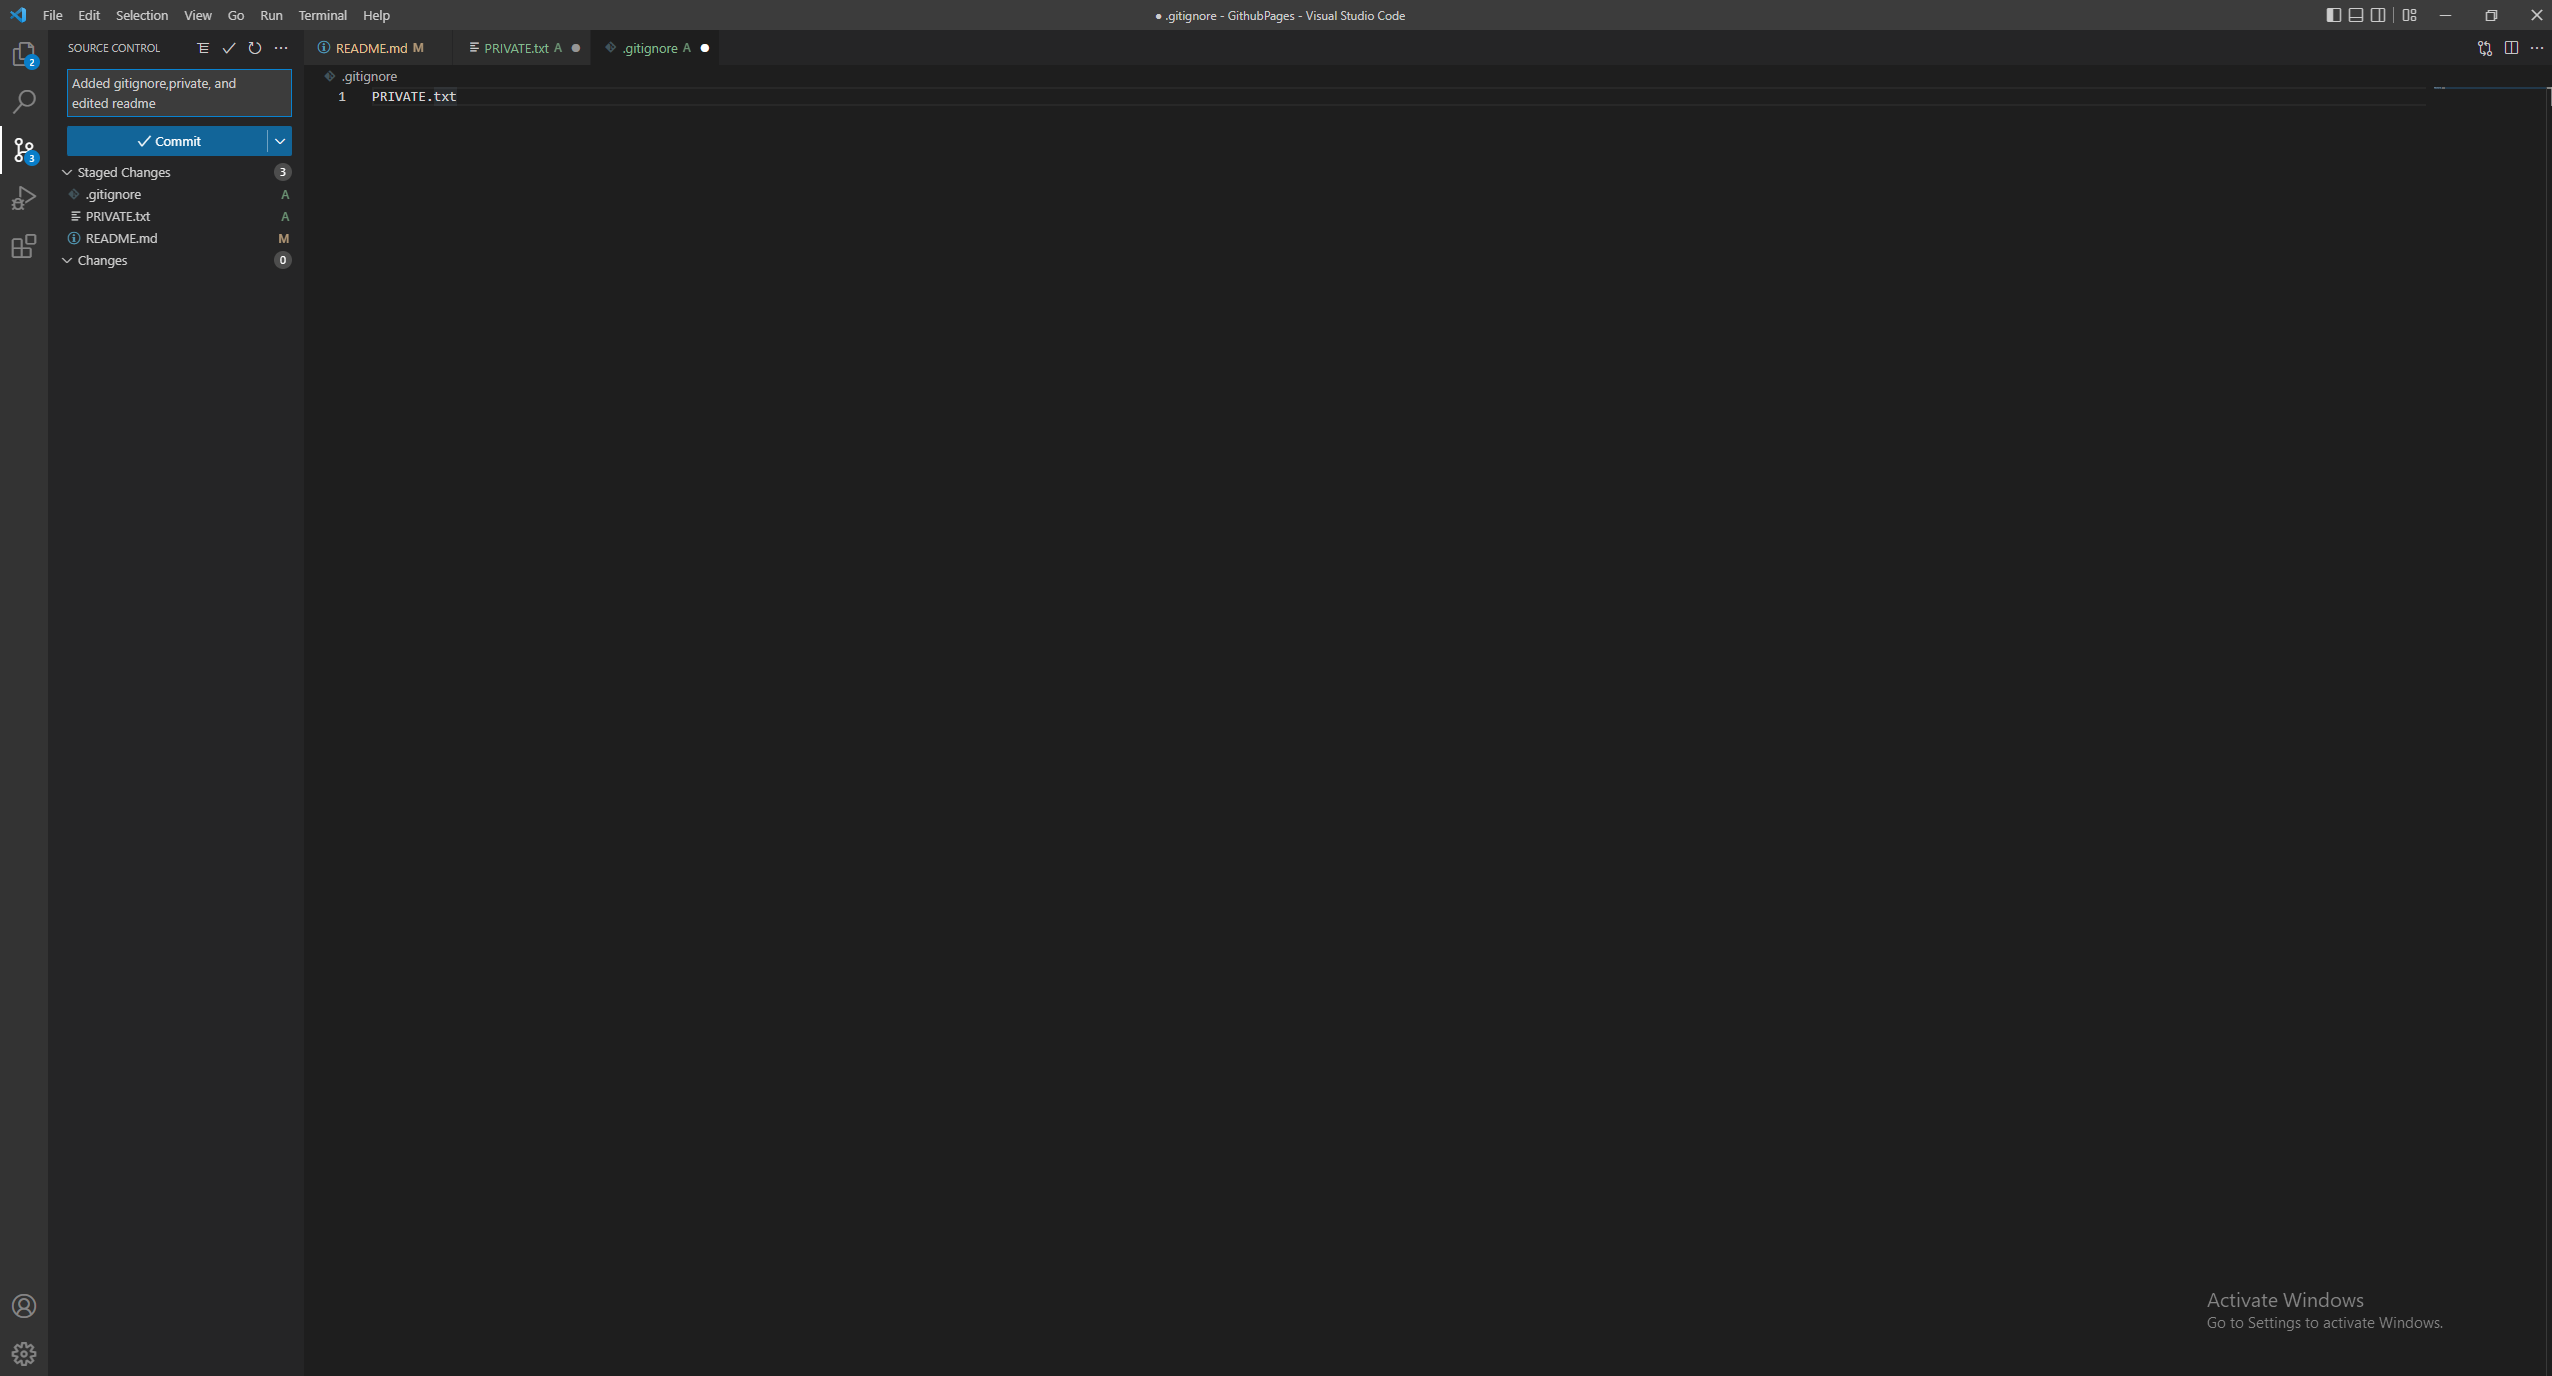 File Edit Selection View Go Run Terminal Help
● .gitignore - GithubPages - Visual Studio Code
SOURCE CONTROL
README.md M
PRIVATE.txt A
.gitignore A
2
Added gitignore,private, and
edited readme
.gitignore
1 PRIVATE.txt
Commit
3
Staged Changes 3
.gitignore A
PRIVATE.txt A
README.md M
Changes 0
Activate Windows
Go to Settings to activate Windows.